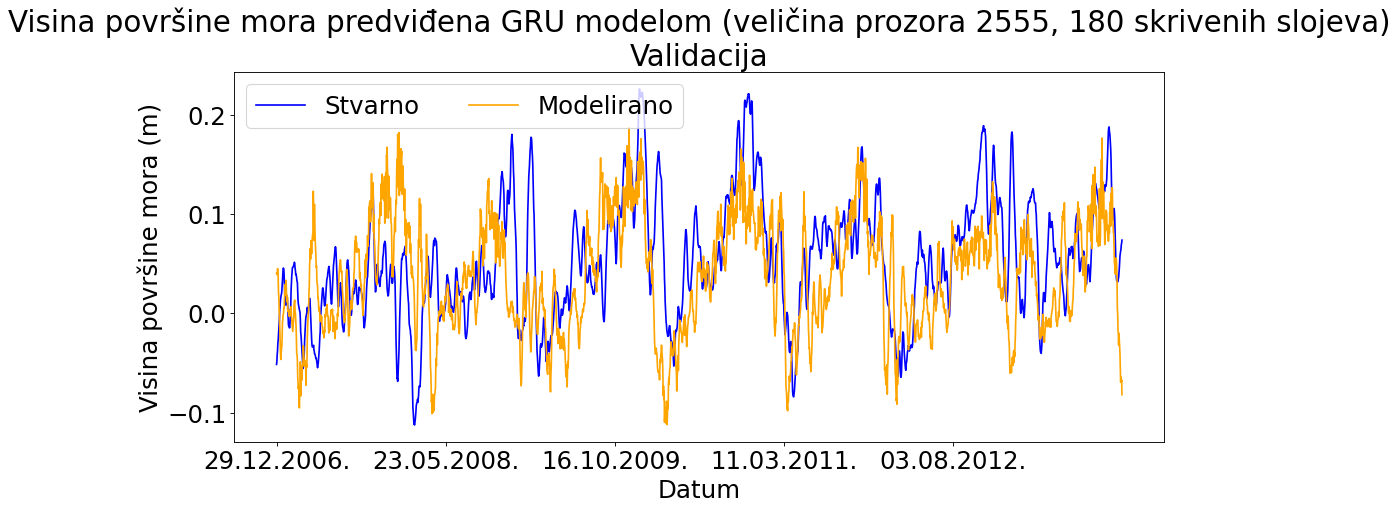 Visina površine mora predviđena GRU modelom (veličina prozora 2555, 180 skrivenih slojeva)
Validacija
Stvarno
Modelirano
Visina površine mora (m)
0.2
0.1
0.0
−0.1
29.12.2006.
23.05.2008.
16.10.2009.
11.03.2011.
03.08.2012.
Datum